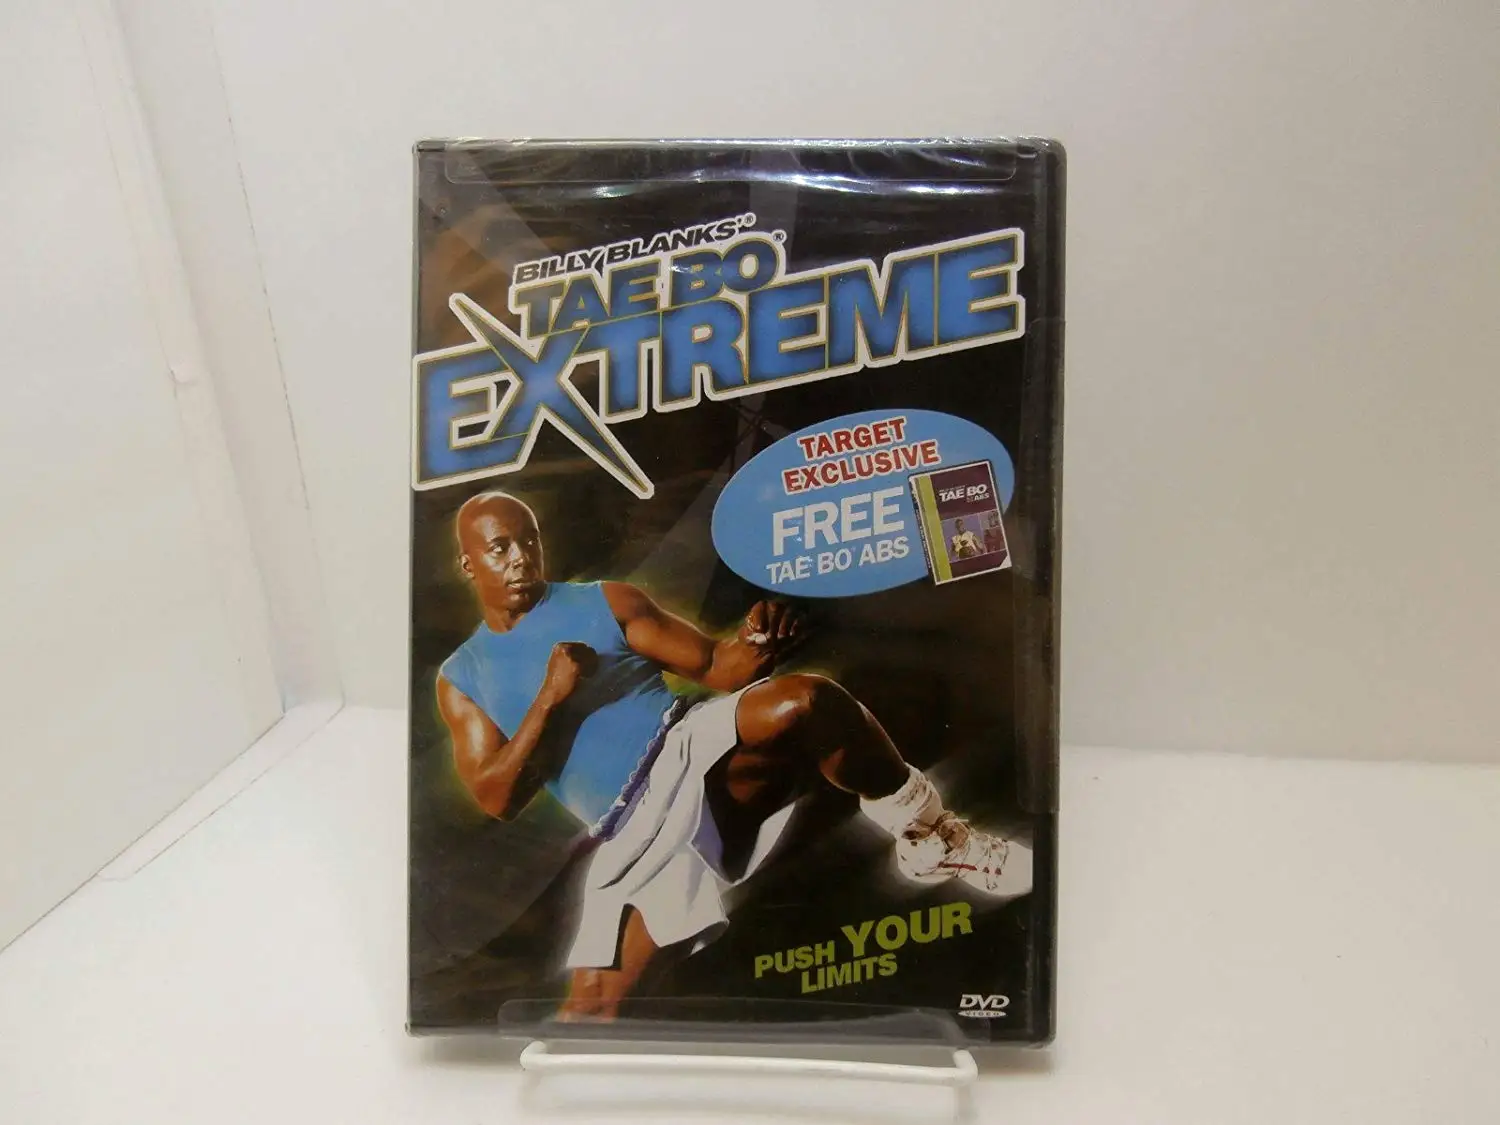 BILLY BLANKS'®
TAE BO®
EXTREME
TARGET
EXCLUSIVE
FREE
TAE BO® ABS
TAE BO
ABS
PUSH YOUR
LIMITS
DVD
VIDEO